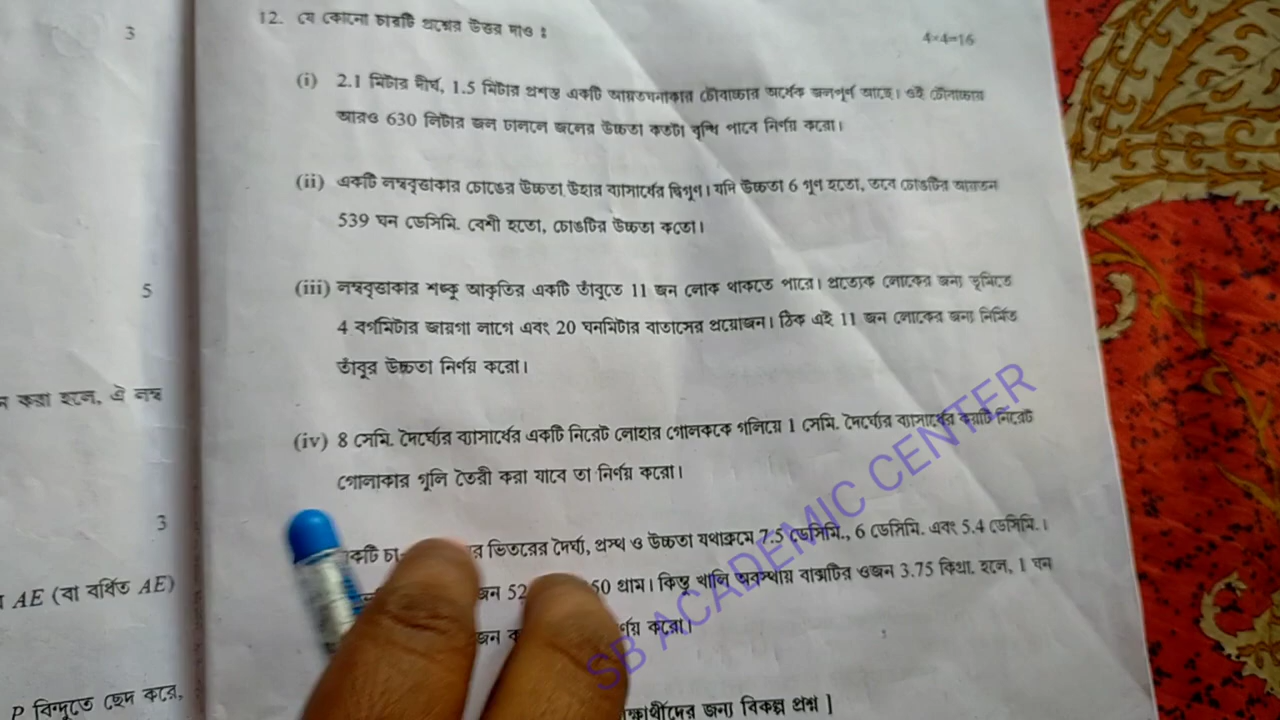 3
5
ন করা হলে, ঐ লম্ব
3
AE (বা বর্ধিত AE)
P বিন্দুতে ছেদ করে,
12. যে কোনো চারটি প্রশ্নের উত্তর দাও : 4×4=16
(i) 2.1 মিটার দীর্ঘ, 1.5 মিটার প্রশস্ত একটি আয়তঘনাকার চৌবাচ্চার অর্ধেক জলপূর্ণ আছে। ওই চৌবাচ্চায়
আরও 630 লিটার জল ঢাললে জলের উচ্চতা কতটা বৃদ্ধি পাবে নির্ণয় করো।
(ii) একটি লম্ববৃত্তাকার চোঙের উচ্চতা উহার ব্যাসার্ধের দ্বিগুণ। যদি উচ্চতা 6 গুণ হতো, তবে চোঙটির আয়তন
539 ঘন ডেসিমি. বেশী হতো, চোঙটির উচ্চতা কতো।
(iii) লম্ববৃত্তাকার শঙ্কু আকৃতির একটি তাঁবুতে 11 জন লোক থাকতে পারে। প্রত্যেক লোকের জন্য ভূমিতে
4 বর্গমিটার জায়গা লাগে এবং 20 ঘনমিটার বাতাসের প্রয়োজন। ঠিক এই 11 জন লোকের জন্য নির্মিত
তাঁবুর উচ্চতা নির্ণয় করো।
(iv) 8 সেমি. দৈর্ঘ্যের ব্যাসার্ধের একটি নিরেট লোহার গোলককে গলিয়ে 1 সেমি. দৈর্ঘ্যের ব্যাসার্ধের কয়টি নিরেট
গোলাকার গুলি তৈরী করা যাবে তা নির্ণয় করো।
কটি চা র ভিতরের দৈর্ঘ্য, প্রস্থ ও উচ্চতা যথাক্রমে 7.5 ডেসিমি., 6 ডেসিমি. এবং 5.4 ডেসিমি.।
জন 52 50 গ্রাম। কিন্তু খালি অবস্থায় বাক্সটির ওজন 3.75 কিগ্রা. হলে, 1 ঘন
জন ক র্ণয় করো।
ক্ষার্থীদের জন্য বিকল্প প্রশ্ন ]
SB ACADEMIC CENTER